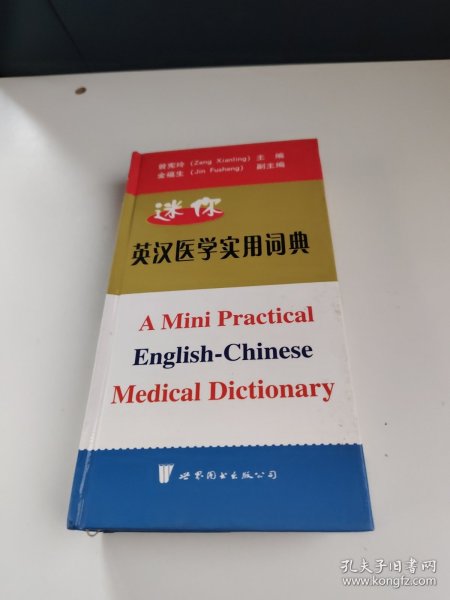 曾宪玲 (Zeng Xianling) 主 编
金福生 (Jin Fusheng) 副主编
迷你
英汉医学实用词典
A Mini Practical
English-Chinese
Medical Dictionary
世界图书出版公司
孔夫子旧书网
www.kongfz.com